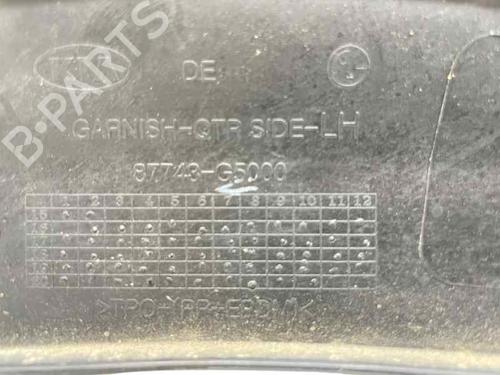 DE
GARNISH-QTR SIDE-LH
87743-G5000
1 2 3 4 5 6 7 8 9 10 11 12
>TPO-(PP+EPDM)<
B-PARTS